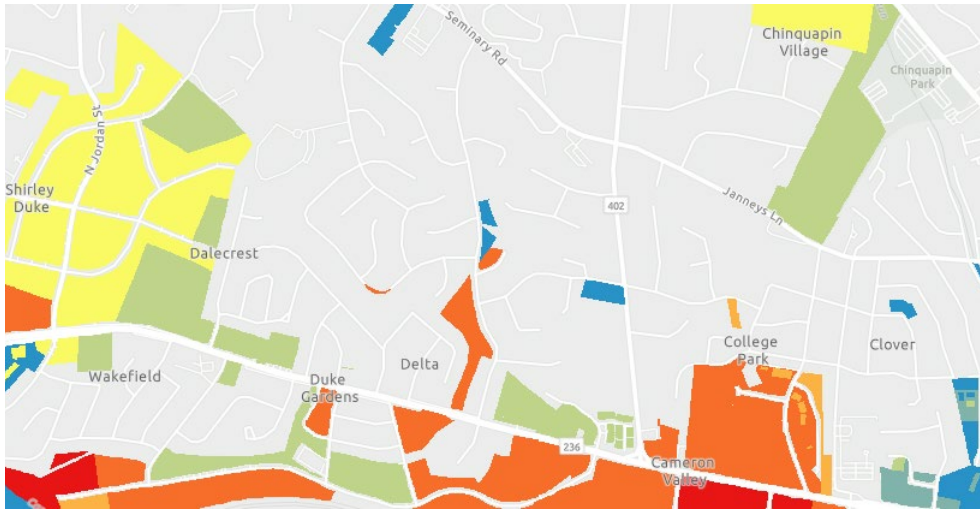 Seminary Rd
Chinquapin
Village
Chinquapin
Park
N Jordan St
Shirley
Duke
402
Janneys Ln
Dalecrest
College
Park
Clover
Delta
Wakefield
Duke
Gardens
236
Cameron
Valley